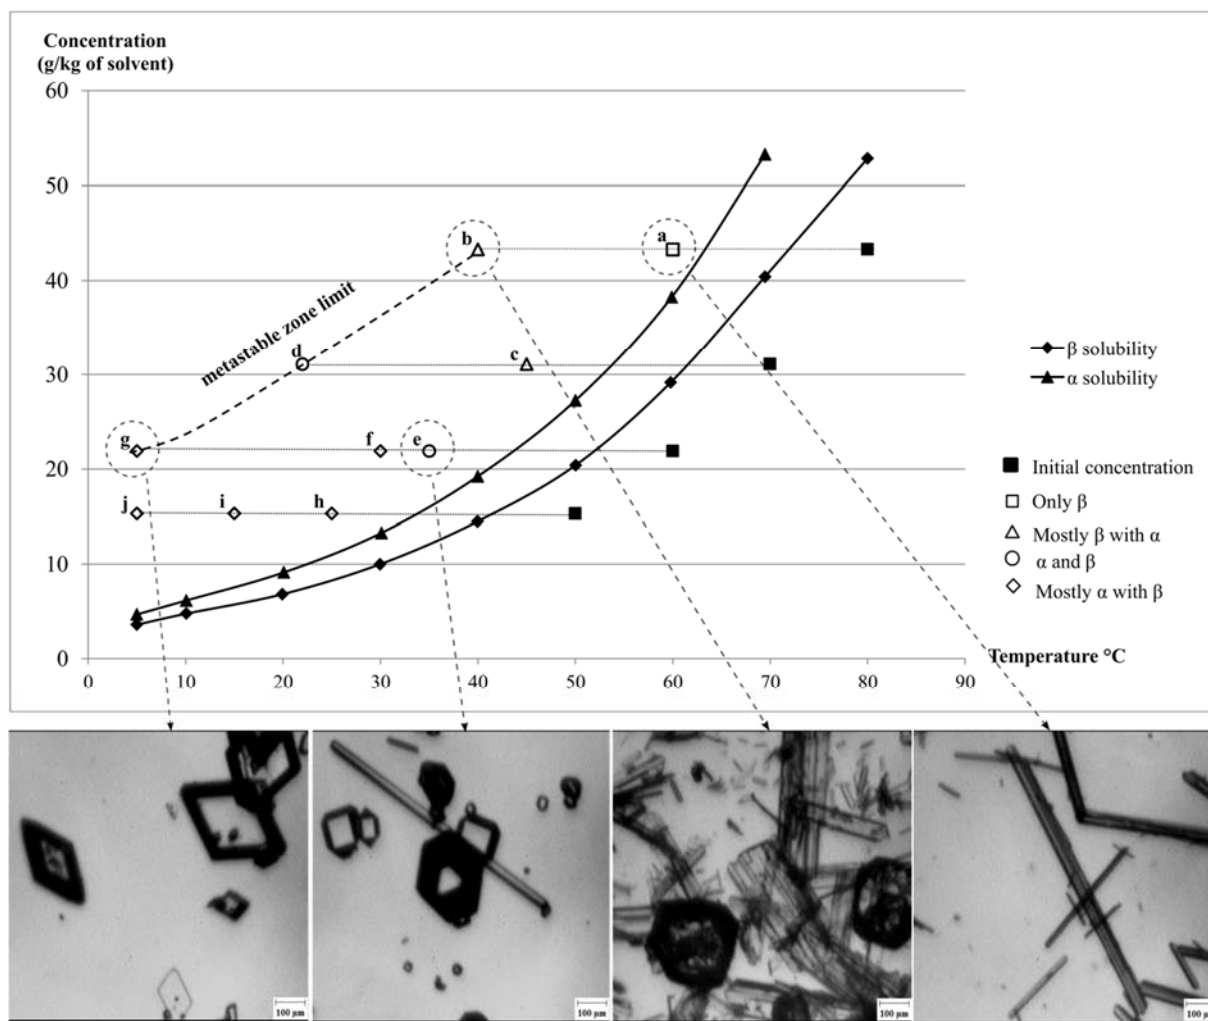 Concentration
(g/kg of solvent)
60
50
40
30
20
10
0
0 10 20 30 40 50 60 70 80 90
Temperature °C
metastable zone limit
b
a
d
c
g
f
e
j
i
h
β solubility
α solubility
Initial concentration
Only β
Mostly β with α
α and β
Mostly α with β
100 µm
100 µm
100 µm
100 µm